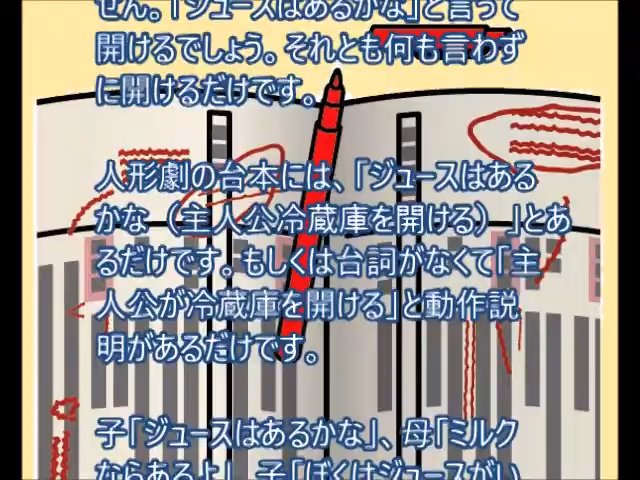 せん。「ジュースはあるかな」と言って
開けるでしょう。それとも何も言わず
に開けるだけです。
人形劇の台本には、「ジュースはある
かな（主人公冷蔵庫を開ける）」とあ
るだけです。もしくは台詞がなくて「主
人公が冷蔵庫を開ける」と動作説
明があるだけです。
子「ジュースはあるかな」、母「ミルク
ならあるよ」、子「ぼくはジュースがい